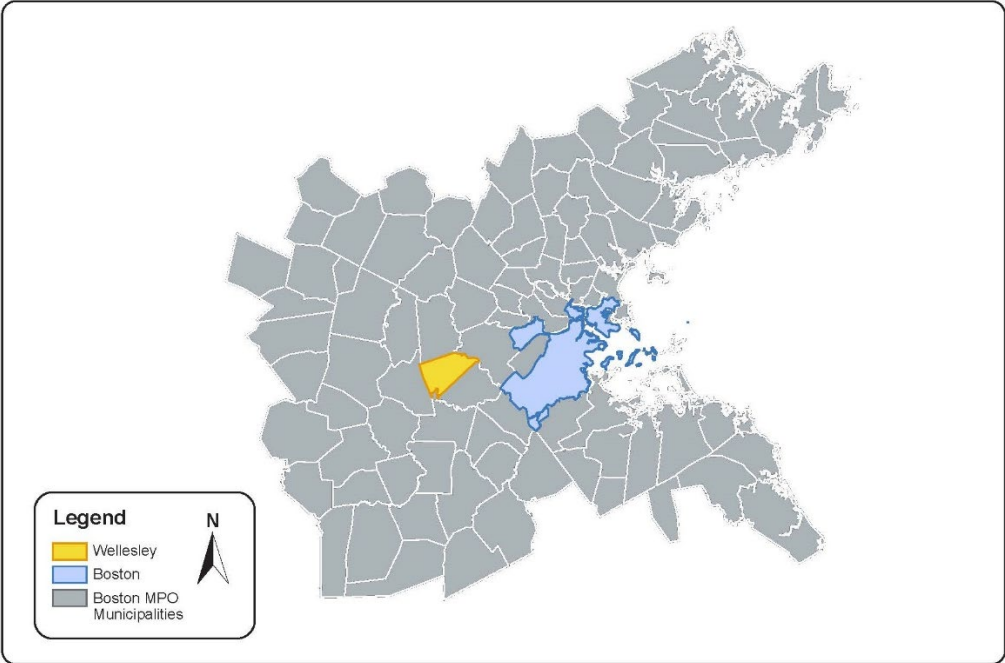 Legend
N
Wellesley
Boston
Boston MPO
Municipalities